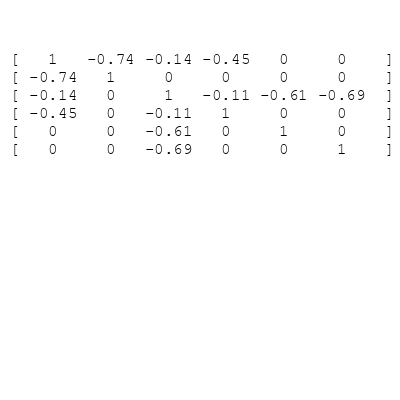 [ 1 -0.74 -0.14 -0.45 0 0 ]
[ -0.74 1 0 0 0 0 ]
[ -0.14 0 1 -0.11 -0.61 -0.69 ]
[ -0.45 0 -0.11 1 0 0 ]
[ 0 0 -0.61 0 1 0 ]
[ 0 0 -0.69 0 0 1 ]